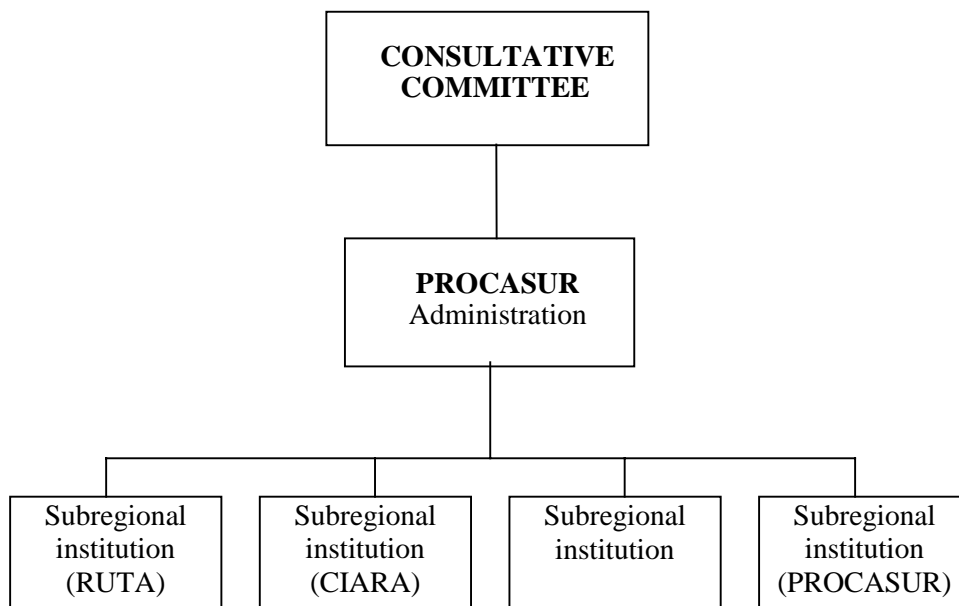 CONSULTATIVE
COMMITTEE
PROCASUR
Administration
Subregional
institution
(RUTA)
Subregional
institution
(CIARA)
Subregional
institution
Subregional
institution
(PROCASUR)